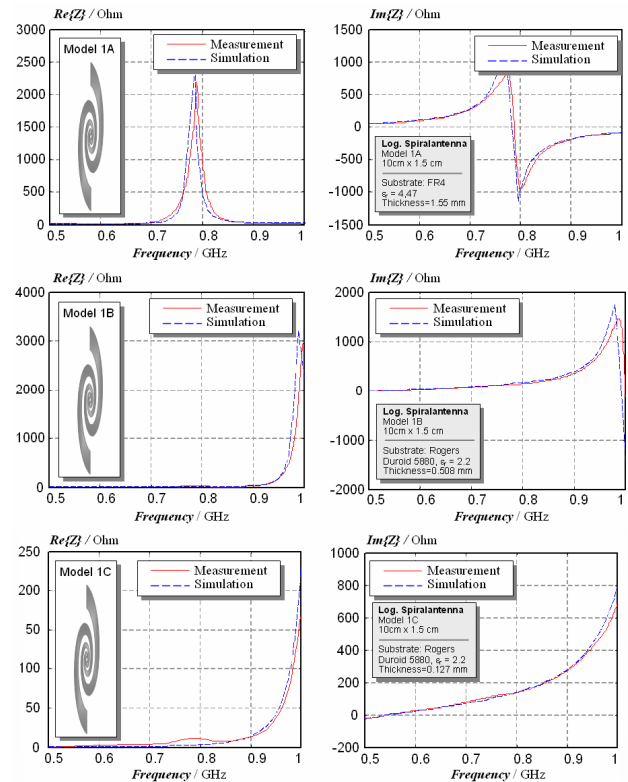 Re{Z} / Ohm
3000
2500
2000
1500
1000
500
0
Model 1A
Measurement
Simulation
0.5 0.6 0.7 0.8 0.9 1
Frequency / GHz
Im{Z} / Ohm
1500
1000
500
0
-500
-1000
-1500
Measurement
Simulation
Log. Spiralantenna
Model 1A
10cm x 1.5 cm
Substrate: FR4
εr = 4,47
Thickness=1.55 mm
0.5 0.6 0.7 0.8 0.9 1
Frequency / GHz
Re{Z} / Ohm
4000
3000
2000
1000
0
Model 1B
Measurement
Simulation
0.5 0.6 0.7 0.8 0.9 1
Frequency / GHz
Im{Z} / Ohm
2000
1000
0
-1000
-2000
Measurement
Simulation
Log. Spiralantenna
Model 1B
10cm x 1.5 cm
Substrate: Rogers
Duroid 5880, εr = 2.2
Thickness=0.508 mm
0.5 0.6 0.7 0.8 0.9 1
Frequency / GHz
Re{Z} / Ohm
250
200
50
100
50
0
Model 1C
Measurement
Simulation
0.5 0.6 0.7 0.8 0.9 1
Frequency / GHz
Im{Z} / Ohm
1000
800
600
400
200
0
-200
Measurement
Simulation
Log. Spiralantenna
Model 1C
10cm x 1.5 cm
Substrate: Rogers
Duroid 5880, εr = 2.2
Thickness=0.127 mm
0.5 0.6 0.7 0.8 0.9 1
Frequency / GHz